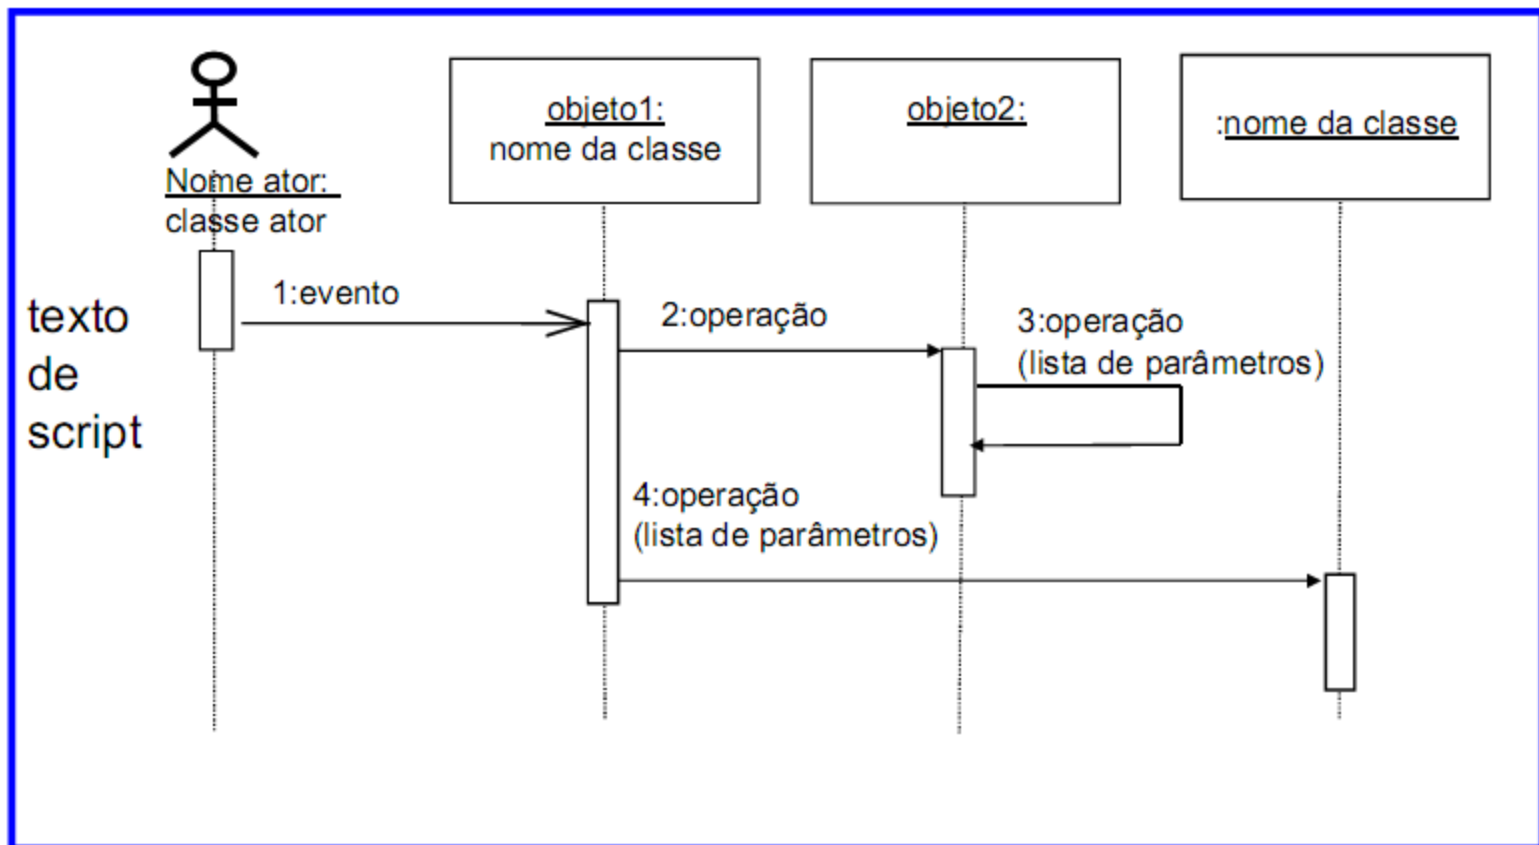 Nome ator:
classe ator
objeto1:
nome da classe
objeto2:
:nome da classe
texto
de
script
1:evento
2:operação
3:operação
(lista de parâmetros)
4:operação
(lista de parâmetros)